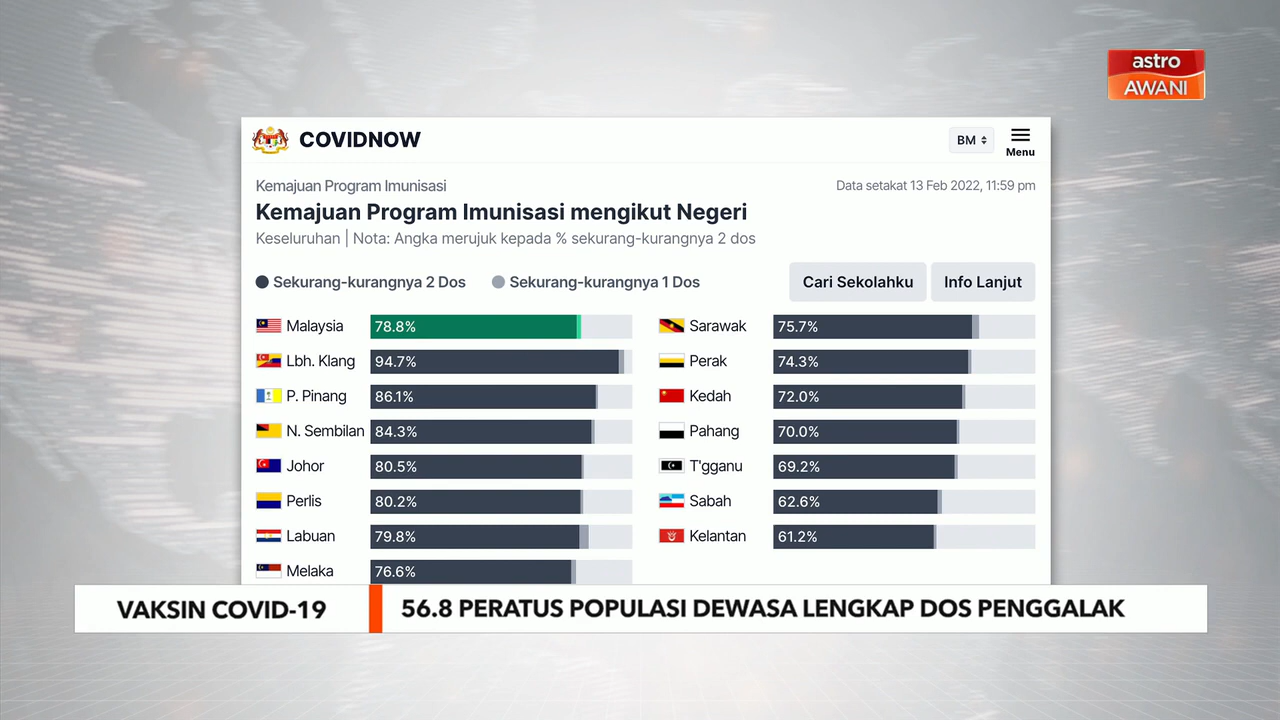 astro
AWANI
COVIDNOW
BM
Menu
Kemajuan Program Imunisasi
Data setakat 13 Feb 2022, 11:59 pm
Kemajuan Program Imunisasi mengikut Negeri
Keseluruhan | Nota: Angka merujuk kepada % sekurang-kurangnya 2 dos
Sekurang-kurangnya 2 Dos
Sekurang-kurangnya 1 Dos
Cari Sekolahku
Info Lanjut
Malaysia 78.8%
Lbh. Klang 94.7%
P. Pinang 86.1%
N. Sembilan 84.3%
Johor 80.5%
Perlis 80.2%
Labuan 79.8%
Melaka 76.6%
Sarawak 75.7%
Perak 74.3%
Kedah 72.0%
Pahang 70.0%
T'gganu 69.2%
Sabah 62.6%
Kelantan 61.2%
VAKSIN COVID-19
56.8 PERATUS POPULASI DEWASA LENGKAP DOS PENGGALAK